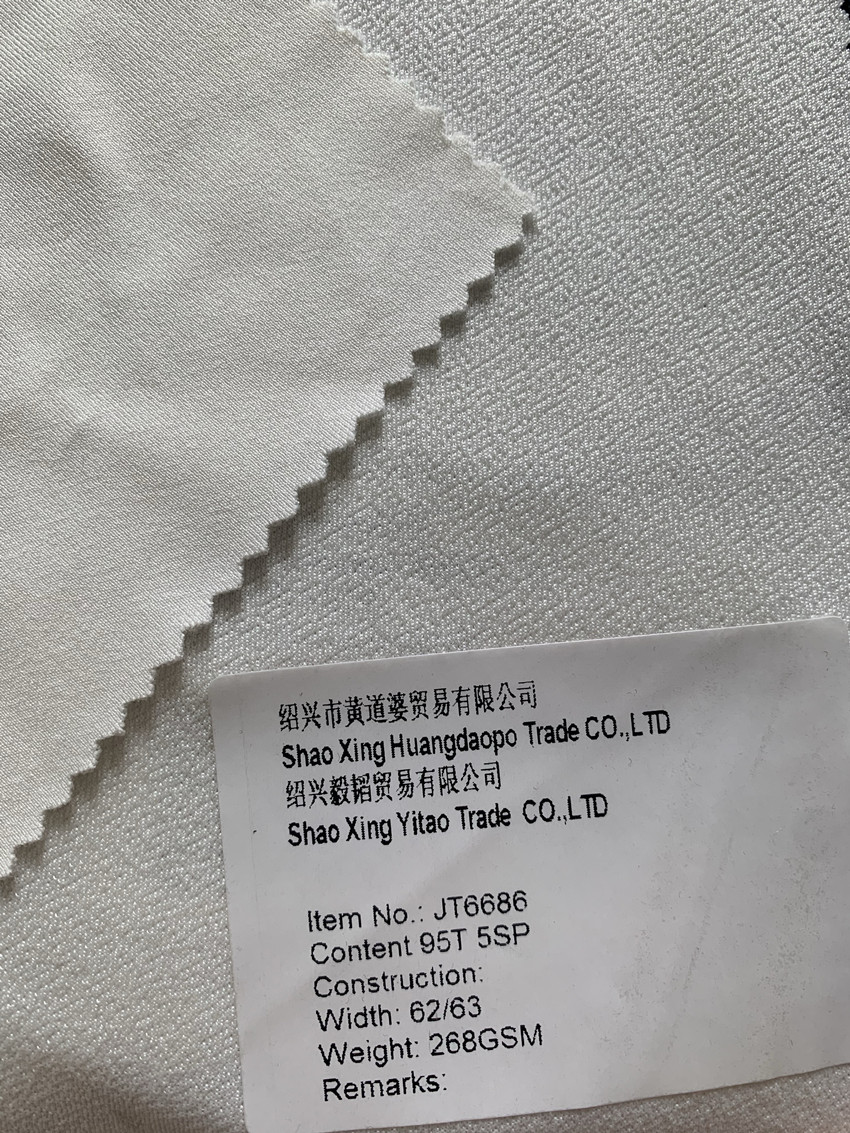 绍兴市黄道婆贸易有限公司
Shao Xing Huangdaopo Trade CO.,LTD
绍兴毅韬贸易有限公司
Shao Xing Yitao Trade CO.,LTD
Item No.: JT6686
Content 95T 5SP
Construction:
Width: 62/63
Weight: 268GSM
Remarks: